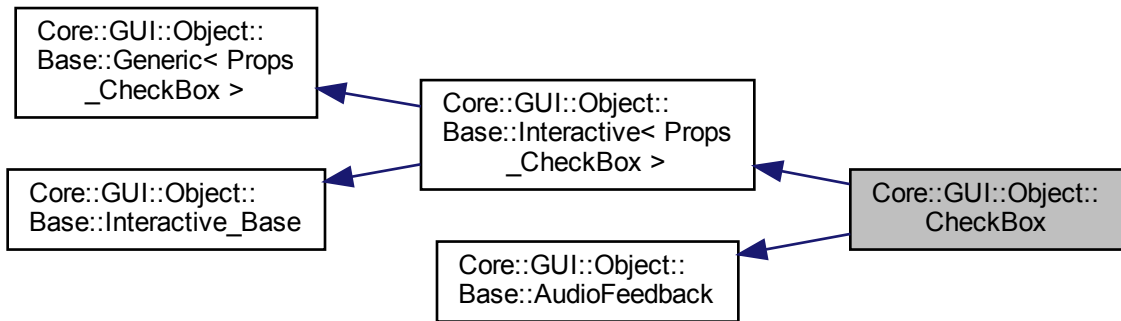 Core::GUI::Object::
Base::Generic< Props
_CheckBox >
Core::GUI::Object::
Base::Interactive_Base
Core::GUI::Object::
Base::Interactive< Props
_CheckBox >
Core::GUI::Object::
Base::AudioFeedback
Core::GUI::Object::
CheckBox